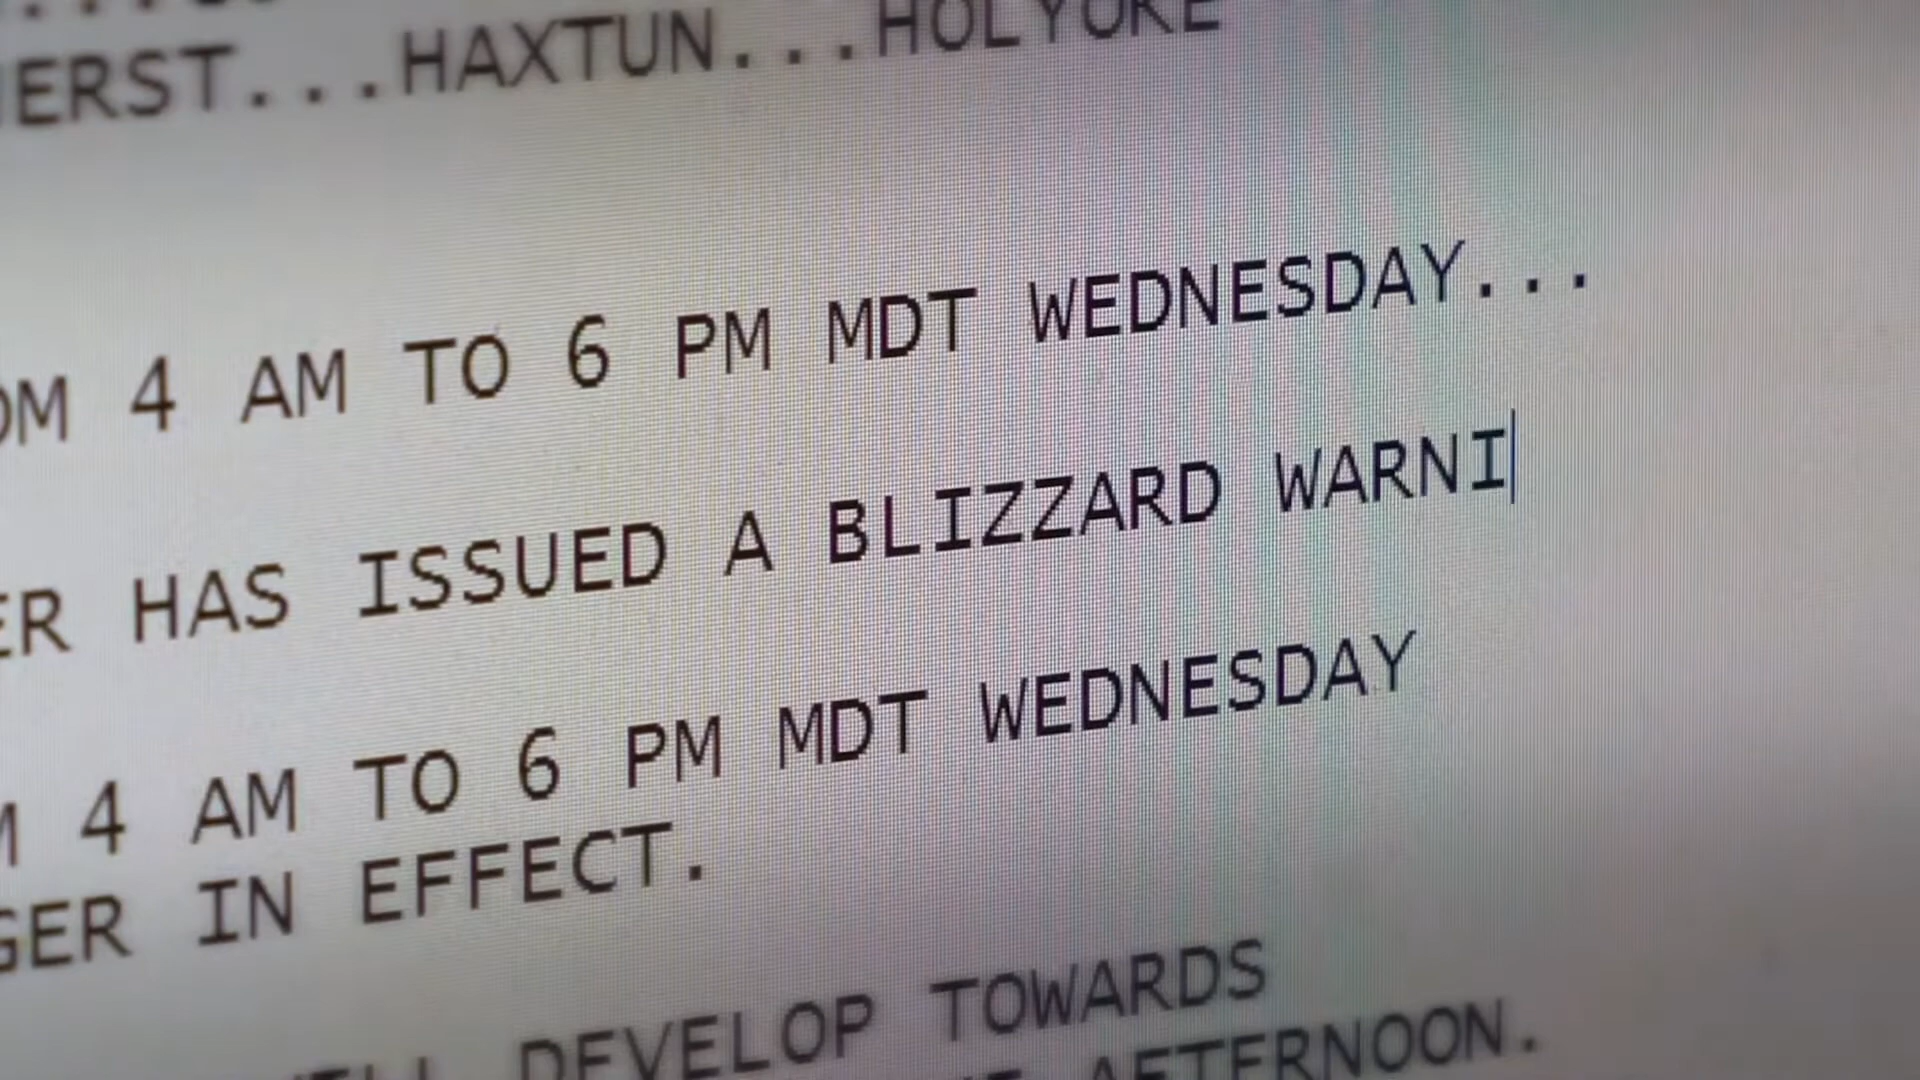 ERST...HAXTUN...HOLYOKE
OM 4 AM TO 6 PM MDT WEDNESDAY...
ER HAS ISSUED A BLIZZARD WARNI
M 4 AM TO 6 PM MDT WEDNESDAY
GER IN EFFECT.
DEVELOP TOWARDS
AFTERNOON.